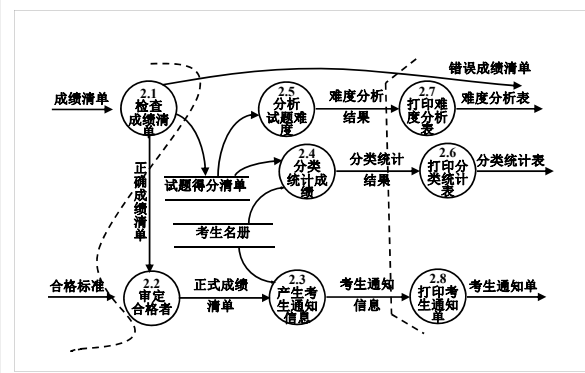 错误成绩清单
成绩清单
2.1
检查
成绩清
单
2.5
分析
试题难
度
难度分析
结果
2.7
打印难
度分析
表
难度分析表
正确成绩清单
试题得分清单
2.4
分类
统计成
绩
分类统计
结果
2.6
打印分
类统计
表
分类统计表
考生名册
合格标准
2.2
审定
合格者
正式成绩
清单
2.3
产生考
生通知
信息
考生通知
信息
2.8
打印考
生通知
单
考生通知单